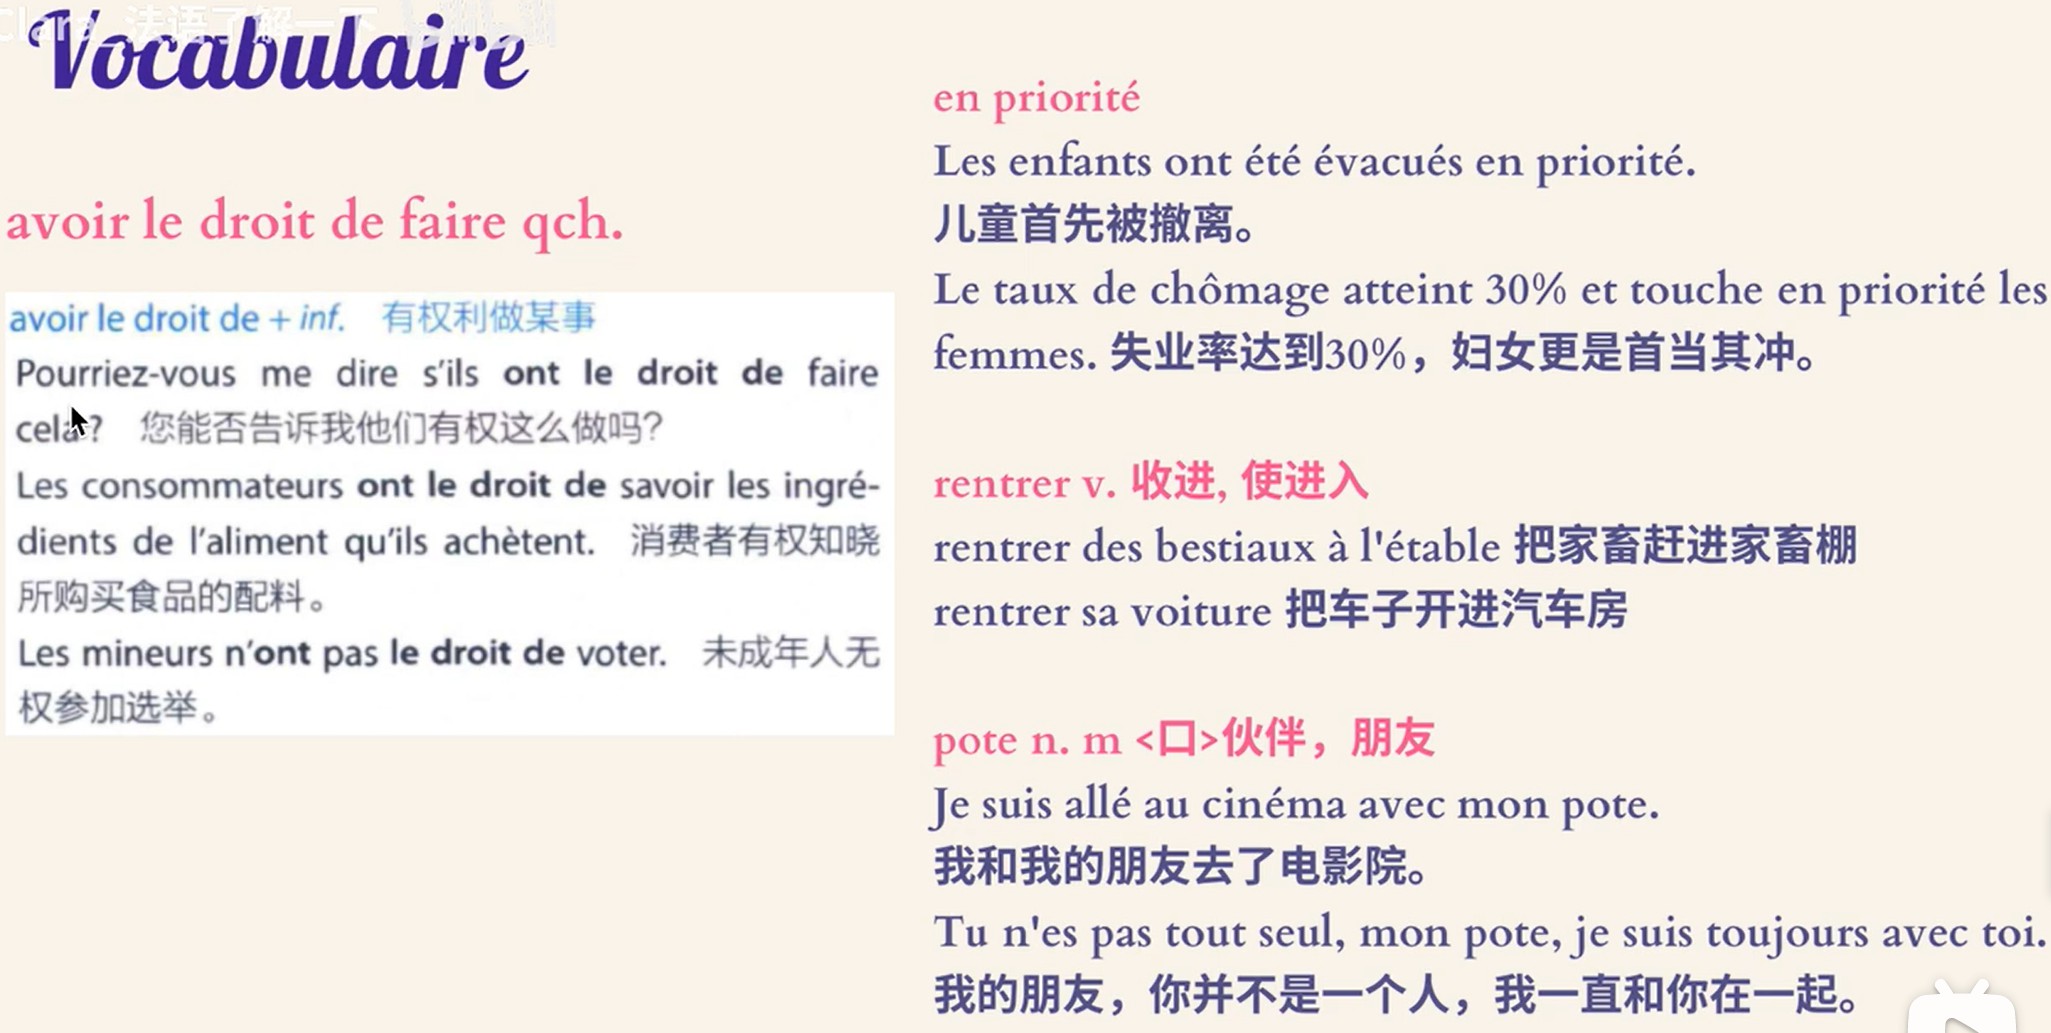 Clara_法语了解一下
Vocabulaire
avoir le droit de faire qch.
avoir le droit de + inf. 有权利做某事
Pourriez-vous me dire s'ils ont le droit de faire
cela? 您能否告诉我他们有权这么做吗?
Les consommateurs ont le droit de savoir les ingré-
dients de l'aliment qu'ils achètent. 消费者有权知晓
所购买食品的配料。
Les mineurs n'ont pas le droit de voter. 未成年人无
权参加选举。
en priorité
Les enfants ont été évacués en priorité.
儿童首先被撤离。
Le taux de chômage atteint 30% et touche en priorité les
femmes. 失业率达到30%，妇女更是首当其冲。
rentrer v. 收进, 使进入
rentrer des bestiaux à l'étable 把家畜赶进家畜棚
rentrer sa voiture 把车子开进汽车房
pote n. m <口>伙伴，朋友
Je suis allé au cinéma avec mon pote.
我和我的朋友去了电影院。
Tu n'es pas tout seul, mon pote, je suis toujours avec toi.
我的朋友，你并不是一个人，我一直和你在一起。